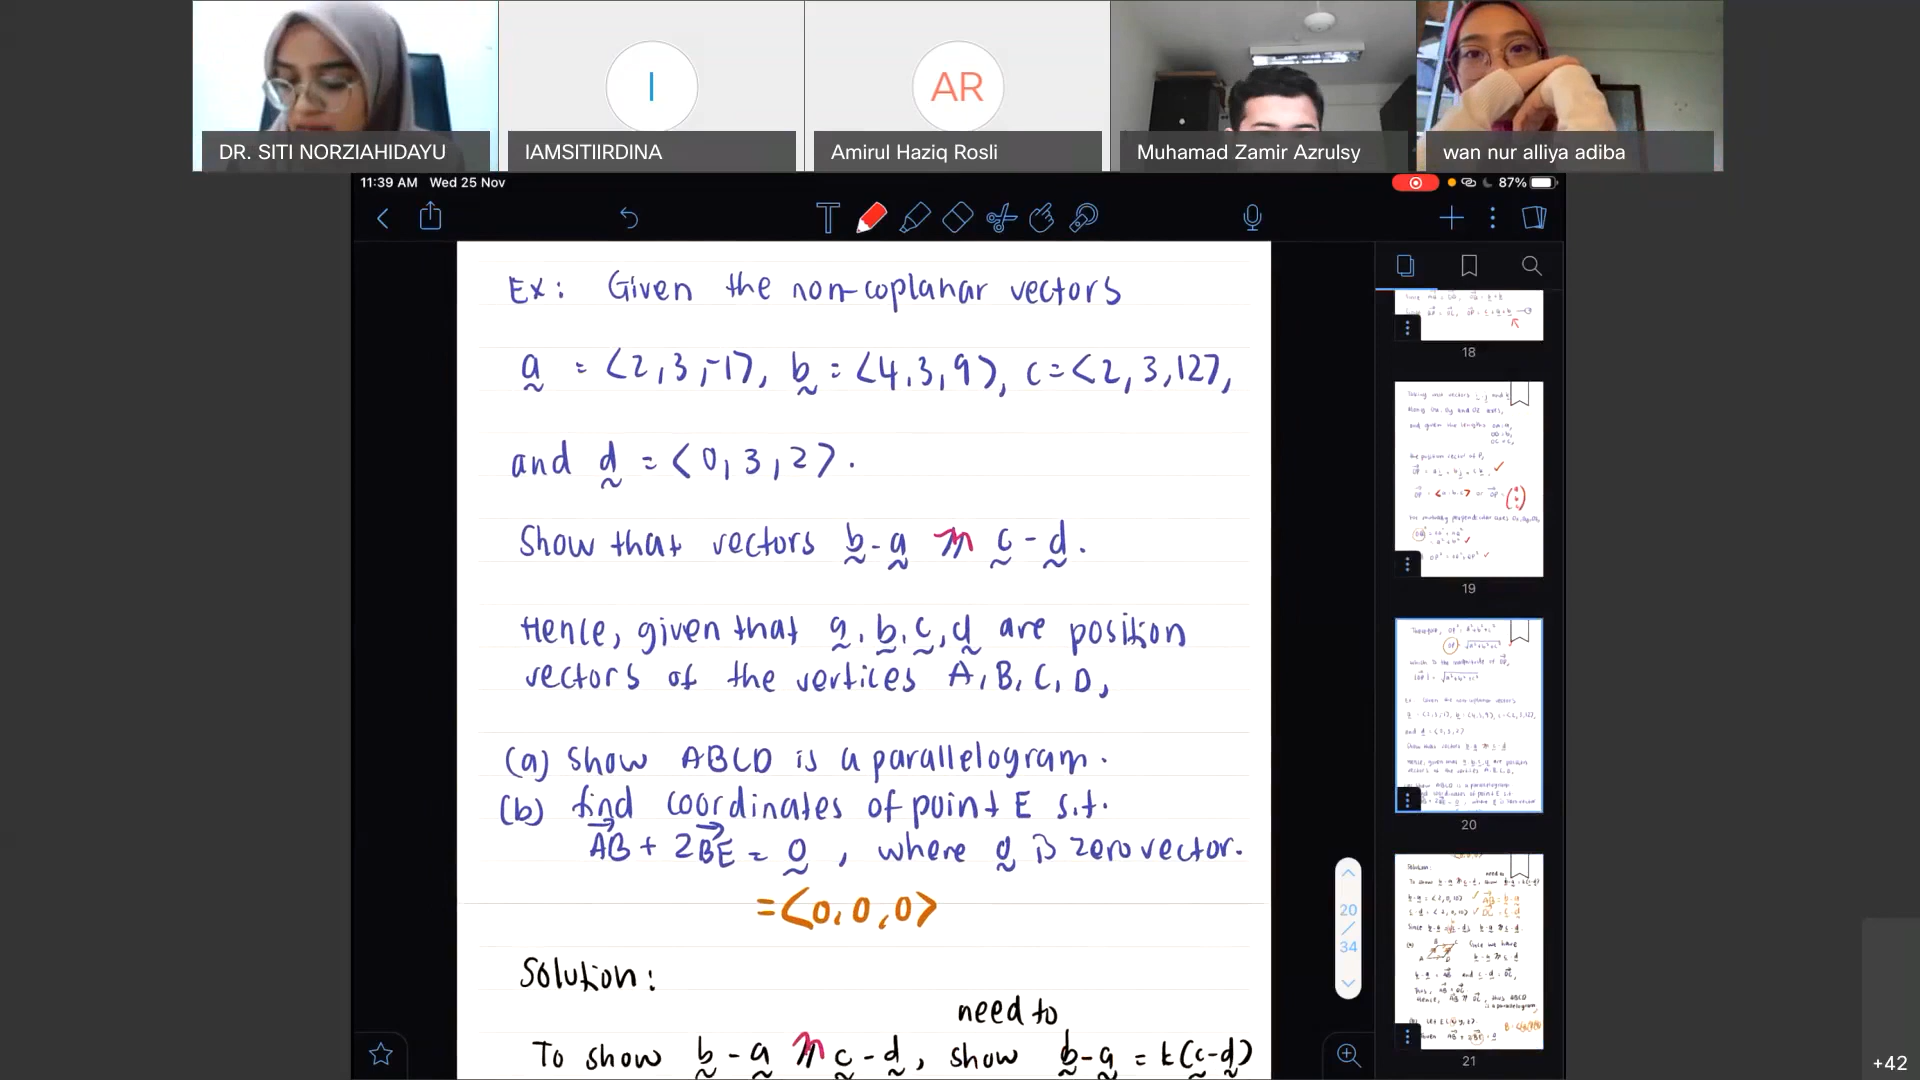 DR. SITI NORZIAHIDAYU
I
IAMSITIIRDINA
AR
Amirul Haziq Rosli
Muhamad Zamir Azrulsy
wan nur alliya adiba
11:39 AM Wed 25 Nov
87%
Ex: Given the non-coplanar vectors
a = <2, 3, -1>, b = <4, 3, 9>, c = <2, 3, 12>,
and d = <0, 3, 2>.
Show that vectors b - a // c - d.
Hence, given that a, b, c, d are position
vectors of the vertices A, B, C, D,
(a) Show ABCD is a parallelogram.
(b) find coordinates of point E s.t.
AB + 2BE = 0, where 0 is zero vector.
= <0, 0, 0>
Solution:
need to
To show b - a // c - d, show b - a = k(c - d)
18
19
20
21
20
/
34
+42